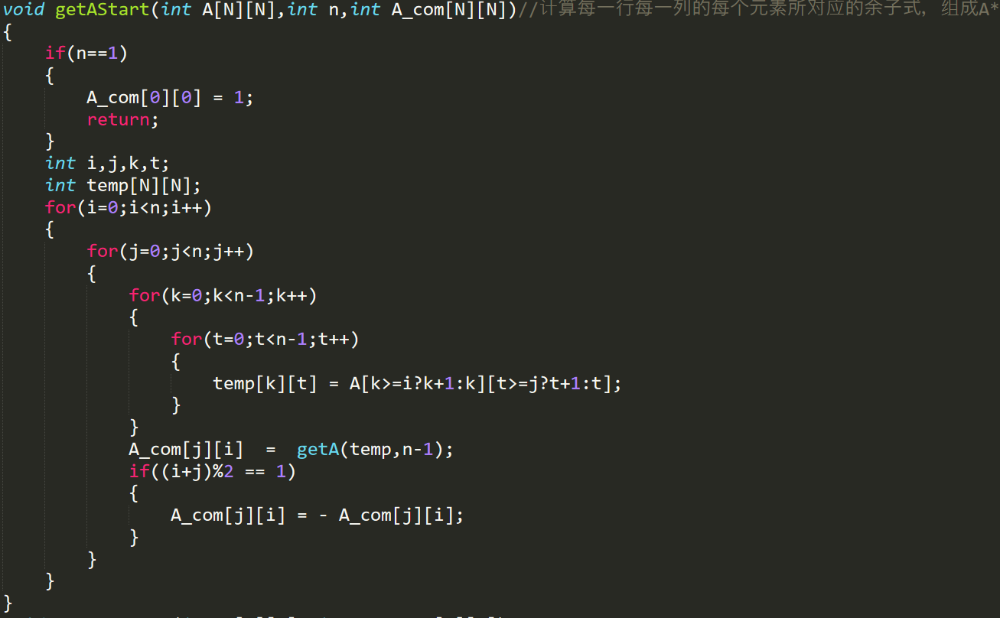 void getAStart(int A[N][N],int n,int A_com[N][N])//计算每一行每一列的每个元素所对应的余子式, 组成A*
{
    if(n==1)
    {
        A_com[0][0] = 1;
        return;
    }
    int i,j,k,t;
    int temp[N][N];
    for(i=0;i<n;i++)
    {
        for(j=0;j<n;j++)
        {
            for(k=0;k<n-1;k++)
            {
                for(t=0;t<n-1;t++)
                {
                    temp[k][t] = A[k>=i?k+1:k][t>=j?t+1:t];
                }
            }
            A_com[j][i]  =  getA(temp,n-1);
            if((i+j)%2 == 1)
            {
                A_com[j][i] = - A_com[j][i];
            }
        }
    }
}